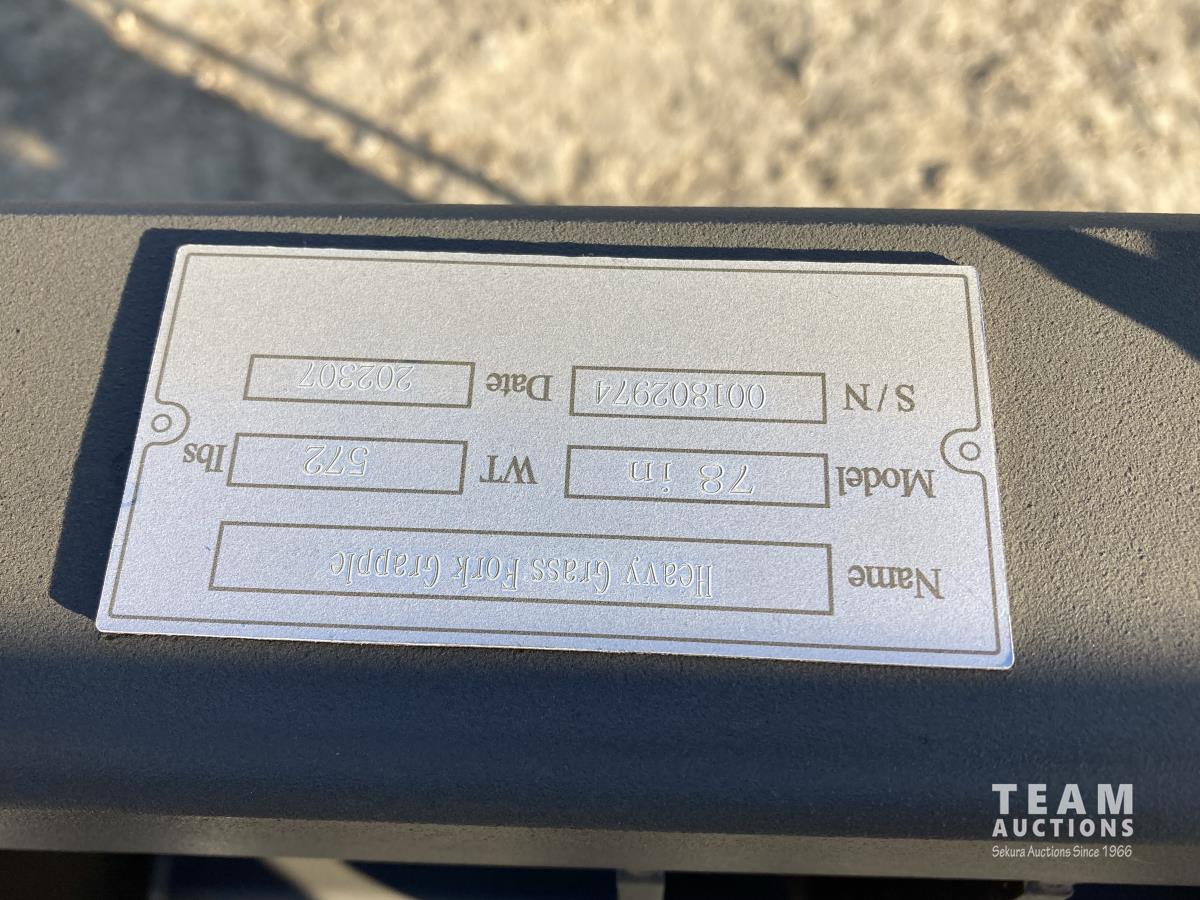 Name Heavy Grass Fork Grapple
Model 78 in WT 572 lbs
S/N 001802974 Date 202307
TEAM
AUCTIONS
Sekura Auctions Since 1966